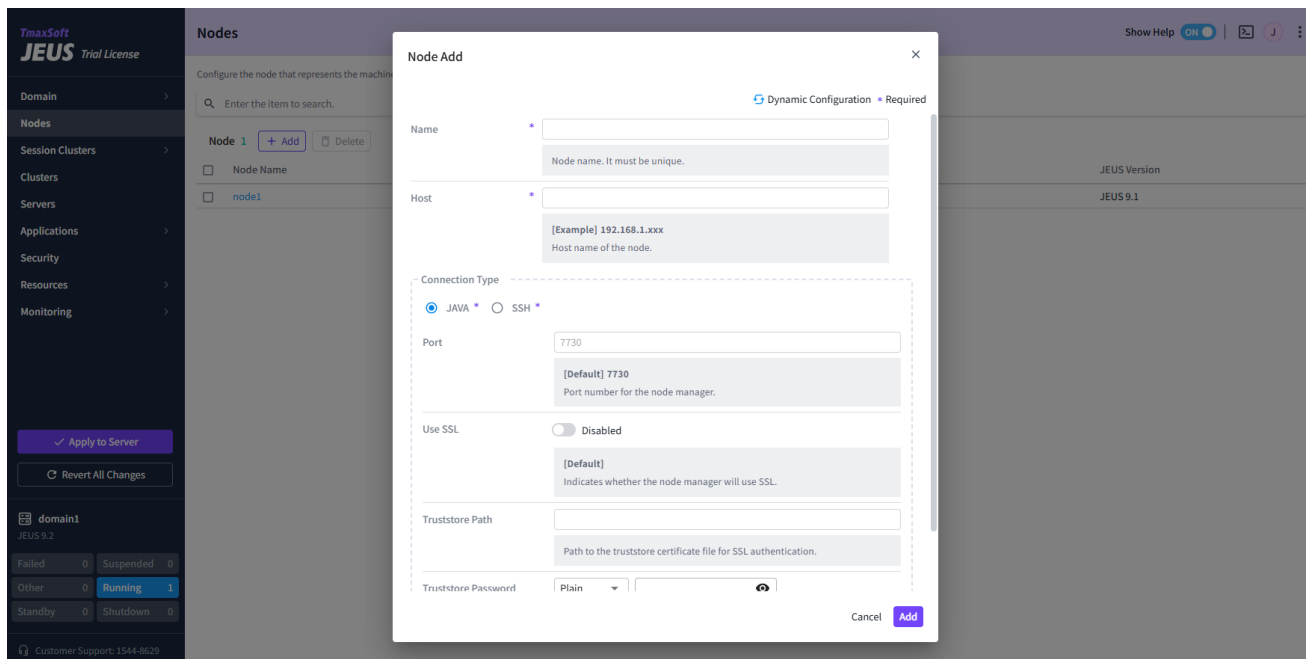 TmaxSoft
JEUS Trial License
Domain
Nodes
Session Clusters
Clusters
Servers
Applications
Security
Resources
Monitoring
Apply to Server
Revert All Changes
domain1
JEUS 9.2
Failed 0 Suspended 0
Other 0 Running 1
Standby 0 Shutdown 0
Customer Support: 1544-8629
Nodes
Show Help ON J
Configure the node that represents the machin
Enter the item to search.
Node 1 + Add Delete
Node Name JEUS Version
node1 JEUS 9.1
Node Add
Dynamic Configuration * Required
Name *
Node name. It must be unique.
Host *
[Example] 192.168.1.xxx
Host name of the node.
Connection Type
JAVA * SSH *
Port 7730
[Default] 7730
Port number for the node manager.
Use SSL Disabled
[Default]
Indicates whether the node manager will use SSL.
Truststore Path
Path to the truststore certificate file for SSL authentication.
Truststore Password Plain
Cancel Add